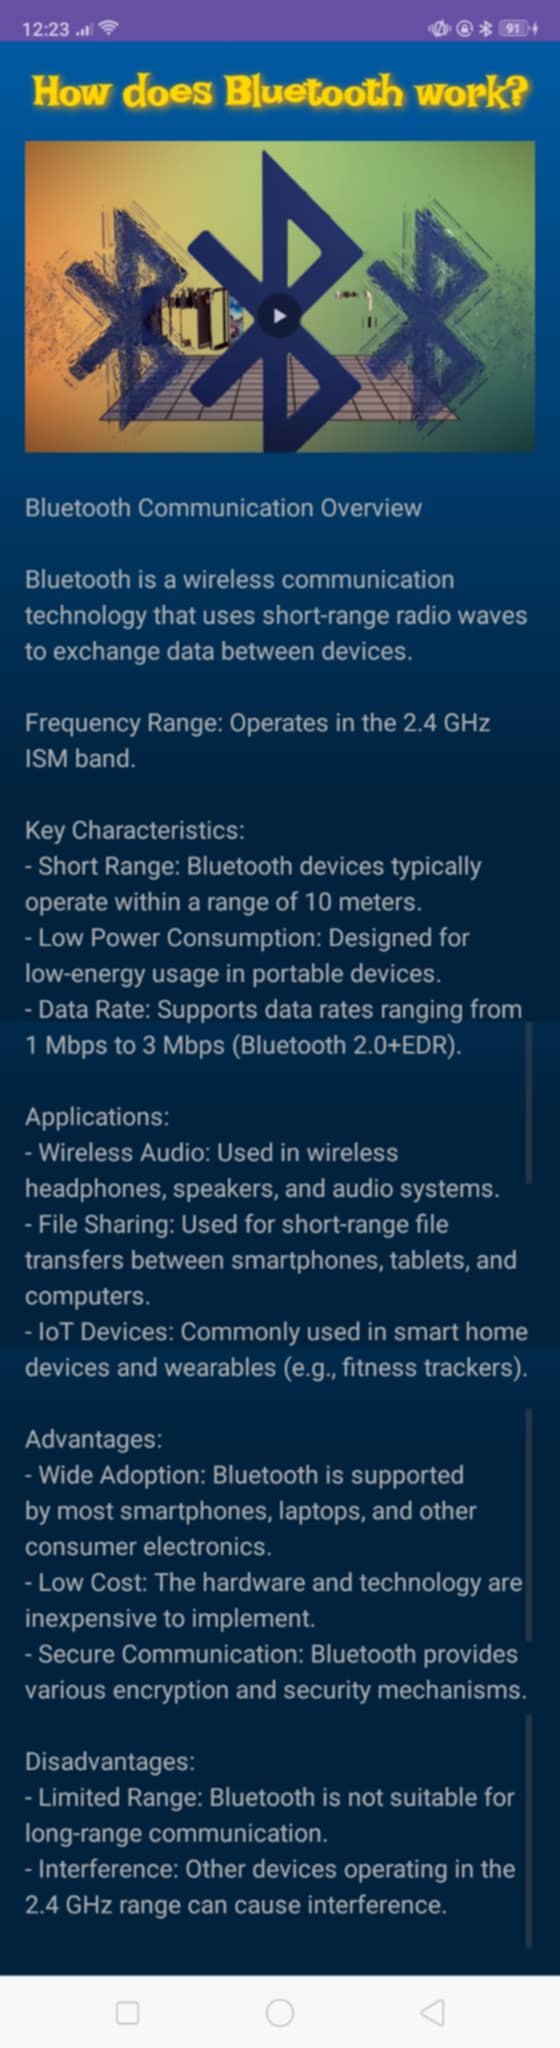 12:23
91
How does Bluetooth work?
Bluetooth Communication Overview
Bluetooth is a wireless communication
technology that uses short-range radio waves
to exchange data between devices.
Frequency Range: Operates in the 2.4 GHz
ISM band.
Key Characteristics:
- Short Range: Bluetooth devices typically
operate within a range of 10 meters.
- Low Power Consumption: Designed for
low-energy usage in portable devices.
- Data Rate: Supports data rates ranging from
1 Mbps to 3 Mbps (Bluetooth 2.0+EDR).
Applications:
- Wireless Audio: Used in wireless
headphones, speakers, and audio systems.
- File Sharing: Used for short-range file
transfers between smartphones, tablets, and
computers.
- IoT Devices: Commonly used in smart home
devices and wearables (e.g., fitness trackers).
Advantages:
- Wide Adoption: Bluetooth is supported
by most smartphones, laptops, and other
consumer electronics.
- Low Cost: The hardware and technology are
inexpensive to implement.
- Secure Communication: Bluetooth provides
various encryption and security mechanisms.
Disadvantages:
- Limited Range: Bluetooth is not suitable for
long-range communication.
- Interference: Other devices operating in the
2.4 GHz range can cause interference.